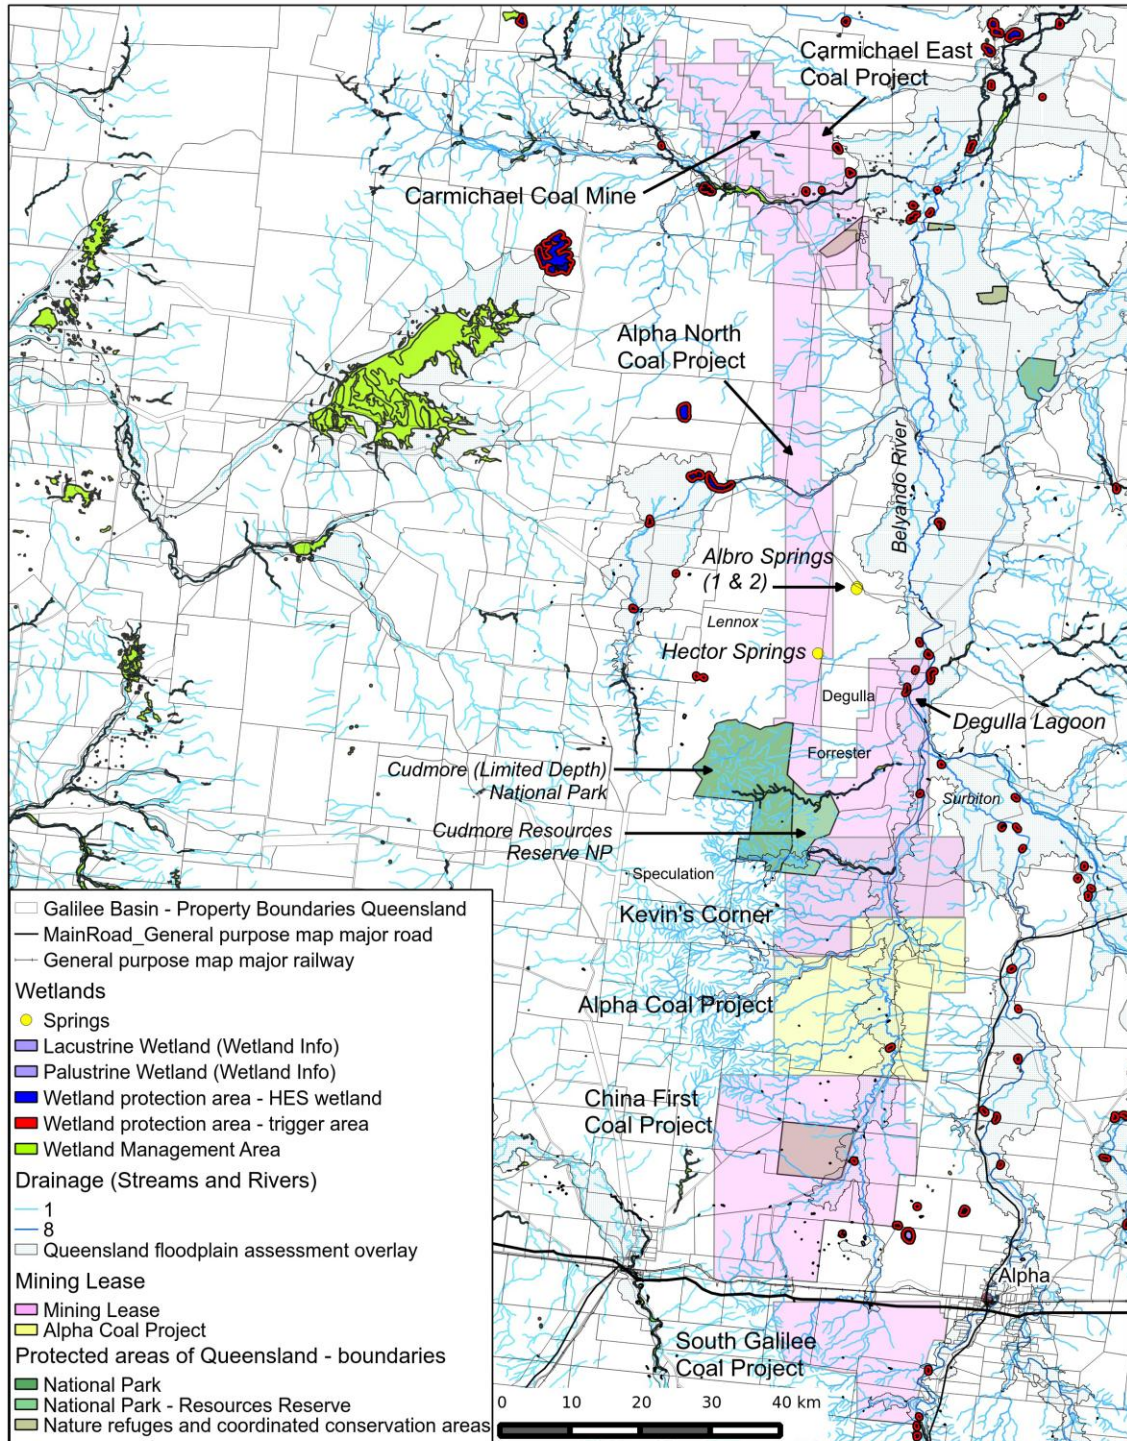 Carmichael East
Coal Project
Carmichael Coal Mine
Alpha North
Coal Project
Belyando River
Albro Springs
(1 & 2)
Lennox
Hector Springs
Degulla
Degulla Lagoon
Forrester
Cudmore (Limited Depth)
National Park
Surbiton
Cudmore Resources
Reserve NP
Speculation
Kevin's Corner
Alpha Coal Project
China First
Coal Project
Alpha
South Galilee
Coal Project
Galilee Basin - Property Boundaries Queensland
MainRoad_General purpose map major road
General purpose map major railway
Wetlands
Springs
Lacustrine Wetland (Wetland Info)
Palustrine Wetland (Wetland Info)
Wetland protection area - HES wetland
Wetland protection area - trigger area
Wetland Management Area
Drainage (Streams and Rivers)
1
8
Queensland floodplain assessment overlay
Mining Lease
Mining Lease
Alpha Coal Project
Protected areas of Queensland - boundaries
National Park
National Park - Resources Reserve
Nature refuges and coordinated conservation areas
0 10 20 30 40 km